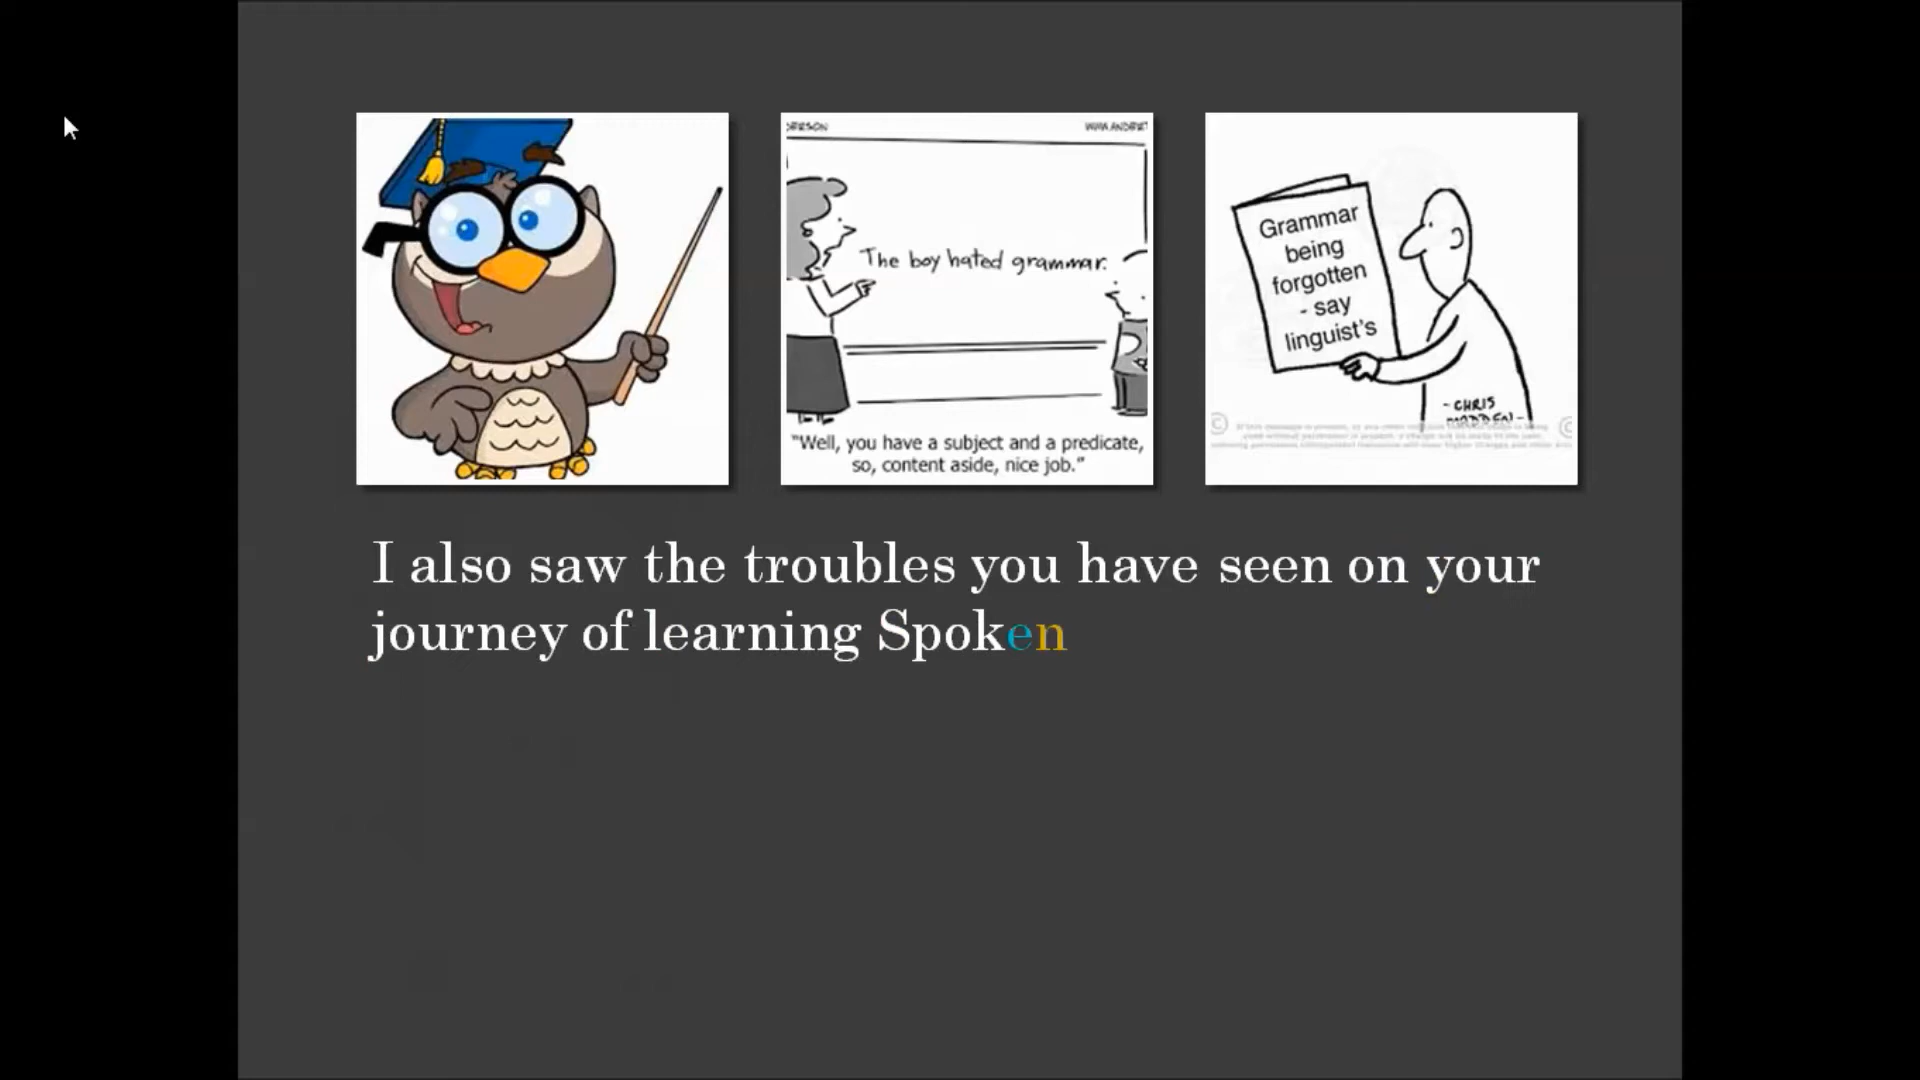 The boy hated grammar.
"Well, you have a subject and a predicate,
so, content aside, nice job."
Grammar
being
forgotten
- say
linguist's
- CHRIS
MADDEN -
I also saw the troubles you have seen on your
journey of learning Spoken